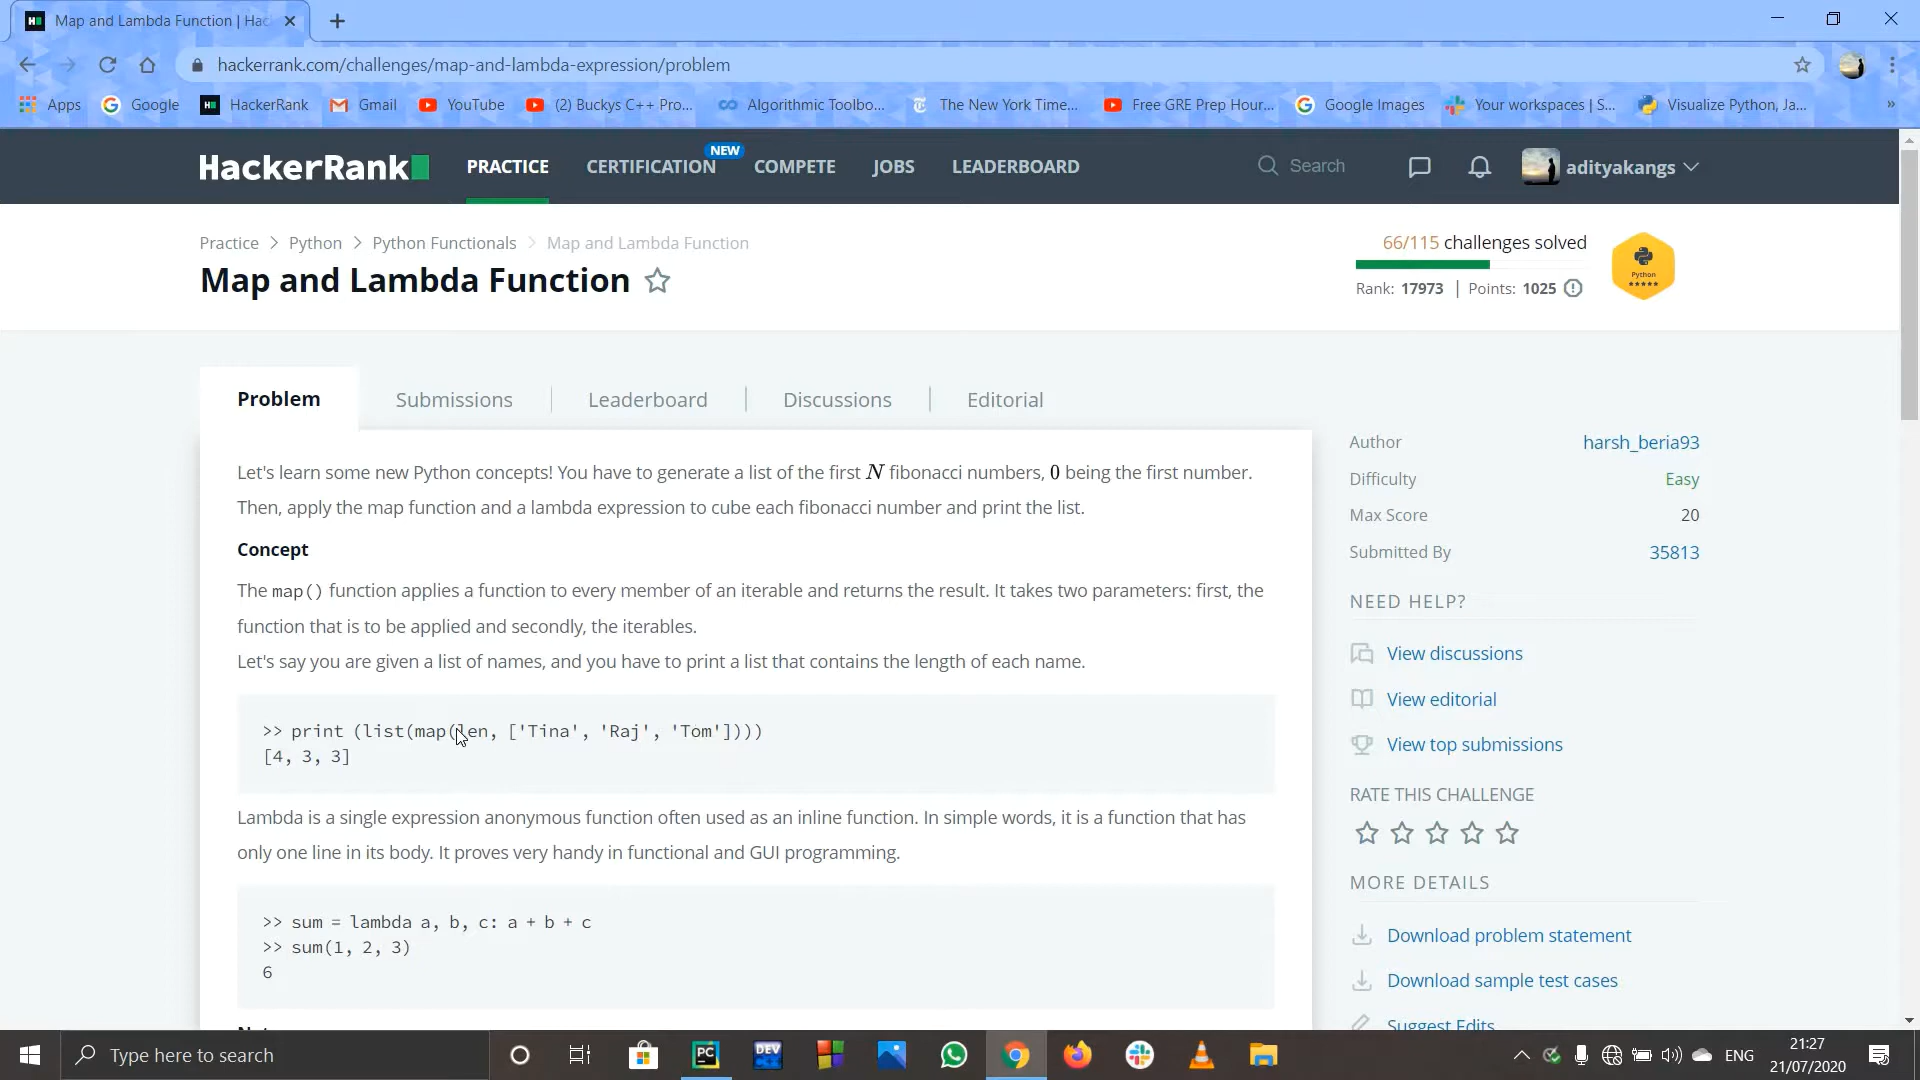 Map and Lambda Function | Hac
hackerrank.com/challenges/map-and-lambda-expression/problem
Apps Google HackerRank Gmail YouTube (2) Buckys C++ Pro... Algorithmic Toolbo... The New York Time... Free GRE Prep Hour... Google Images Your workspaces | S... Visualize Python, Ja... »
HackerRank PRACTICE CERTIFICATION NEW COMPETE JOBS LEADERBOARD Search adityakangs
Practice > Python > Python Functionals > Map and Lambda Function
Map and Lambda Function
66/115 challenges solved
Rank: 17973 | Points: 1025
Python
Problem Submissions Leaderboard Discussions Editorial
Let's learn some new Python concepts! You have to generate a list of the first N fibonacci numbers, 0 being the first number.
Then, apply the map function and a lambda expression to cube each fibonacci number and print the list.
Concept
The map() function applies a function to every member of an iterable and returns the result. It takes two parameters: first, the
function that is to be applied and secondly, the iterables.
Let's say you are given a list of names, and you have to print a list that contains the length of each name.
>> print (list(map(len, ['Tina', 'Raj', 'Tom'])))
[4, 3, 3]
Lambda is a single expression anonymous function often used as an inline function. In simple words, it is a function that has
only one line in its body. It proves very handy in functional and GUI programming.
>> sum = lambda a, b, c: a + b + c
>> sum(1, 2, 3)
6
Author harsh_beria93
Difficulty Easy
Max Score 20
Submitted By 35813
NEED HELP?
View discussions
View editorial
View top submissions
RATE THIS CHALLENGE
MORE DETAILS
Download problem statement
Download sample test cases
Suggest Edits
Type here to search
PC
DEV
ENG
21:27
21/07/2020